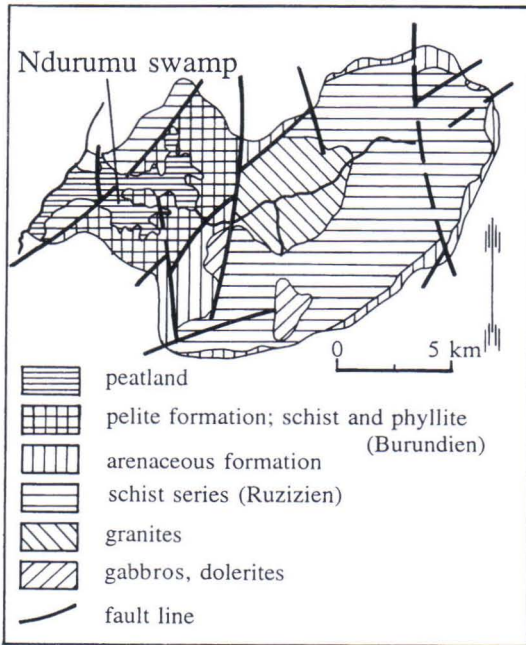 Ndurumu swamp
0 5 km
peatland
pelite formation; schist and phyllite
(Burundien)
arenaceous formation
schist series (Ruzizien)
granites
gabbros, dolerites
fault line